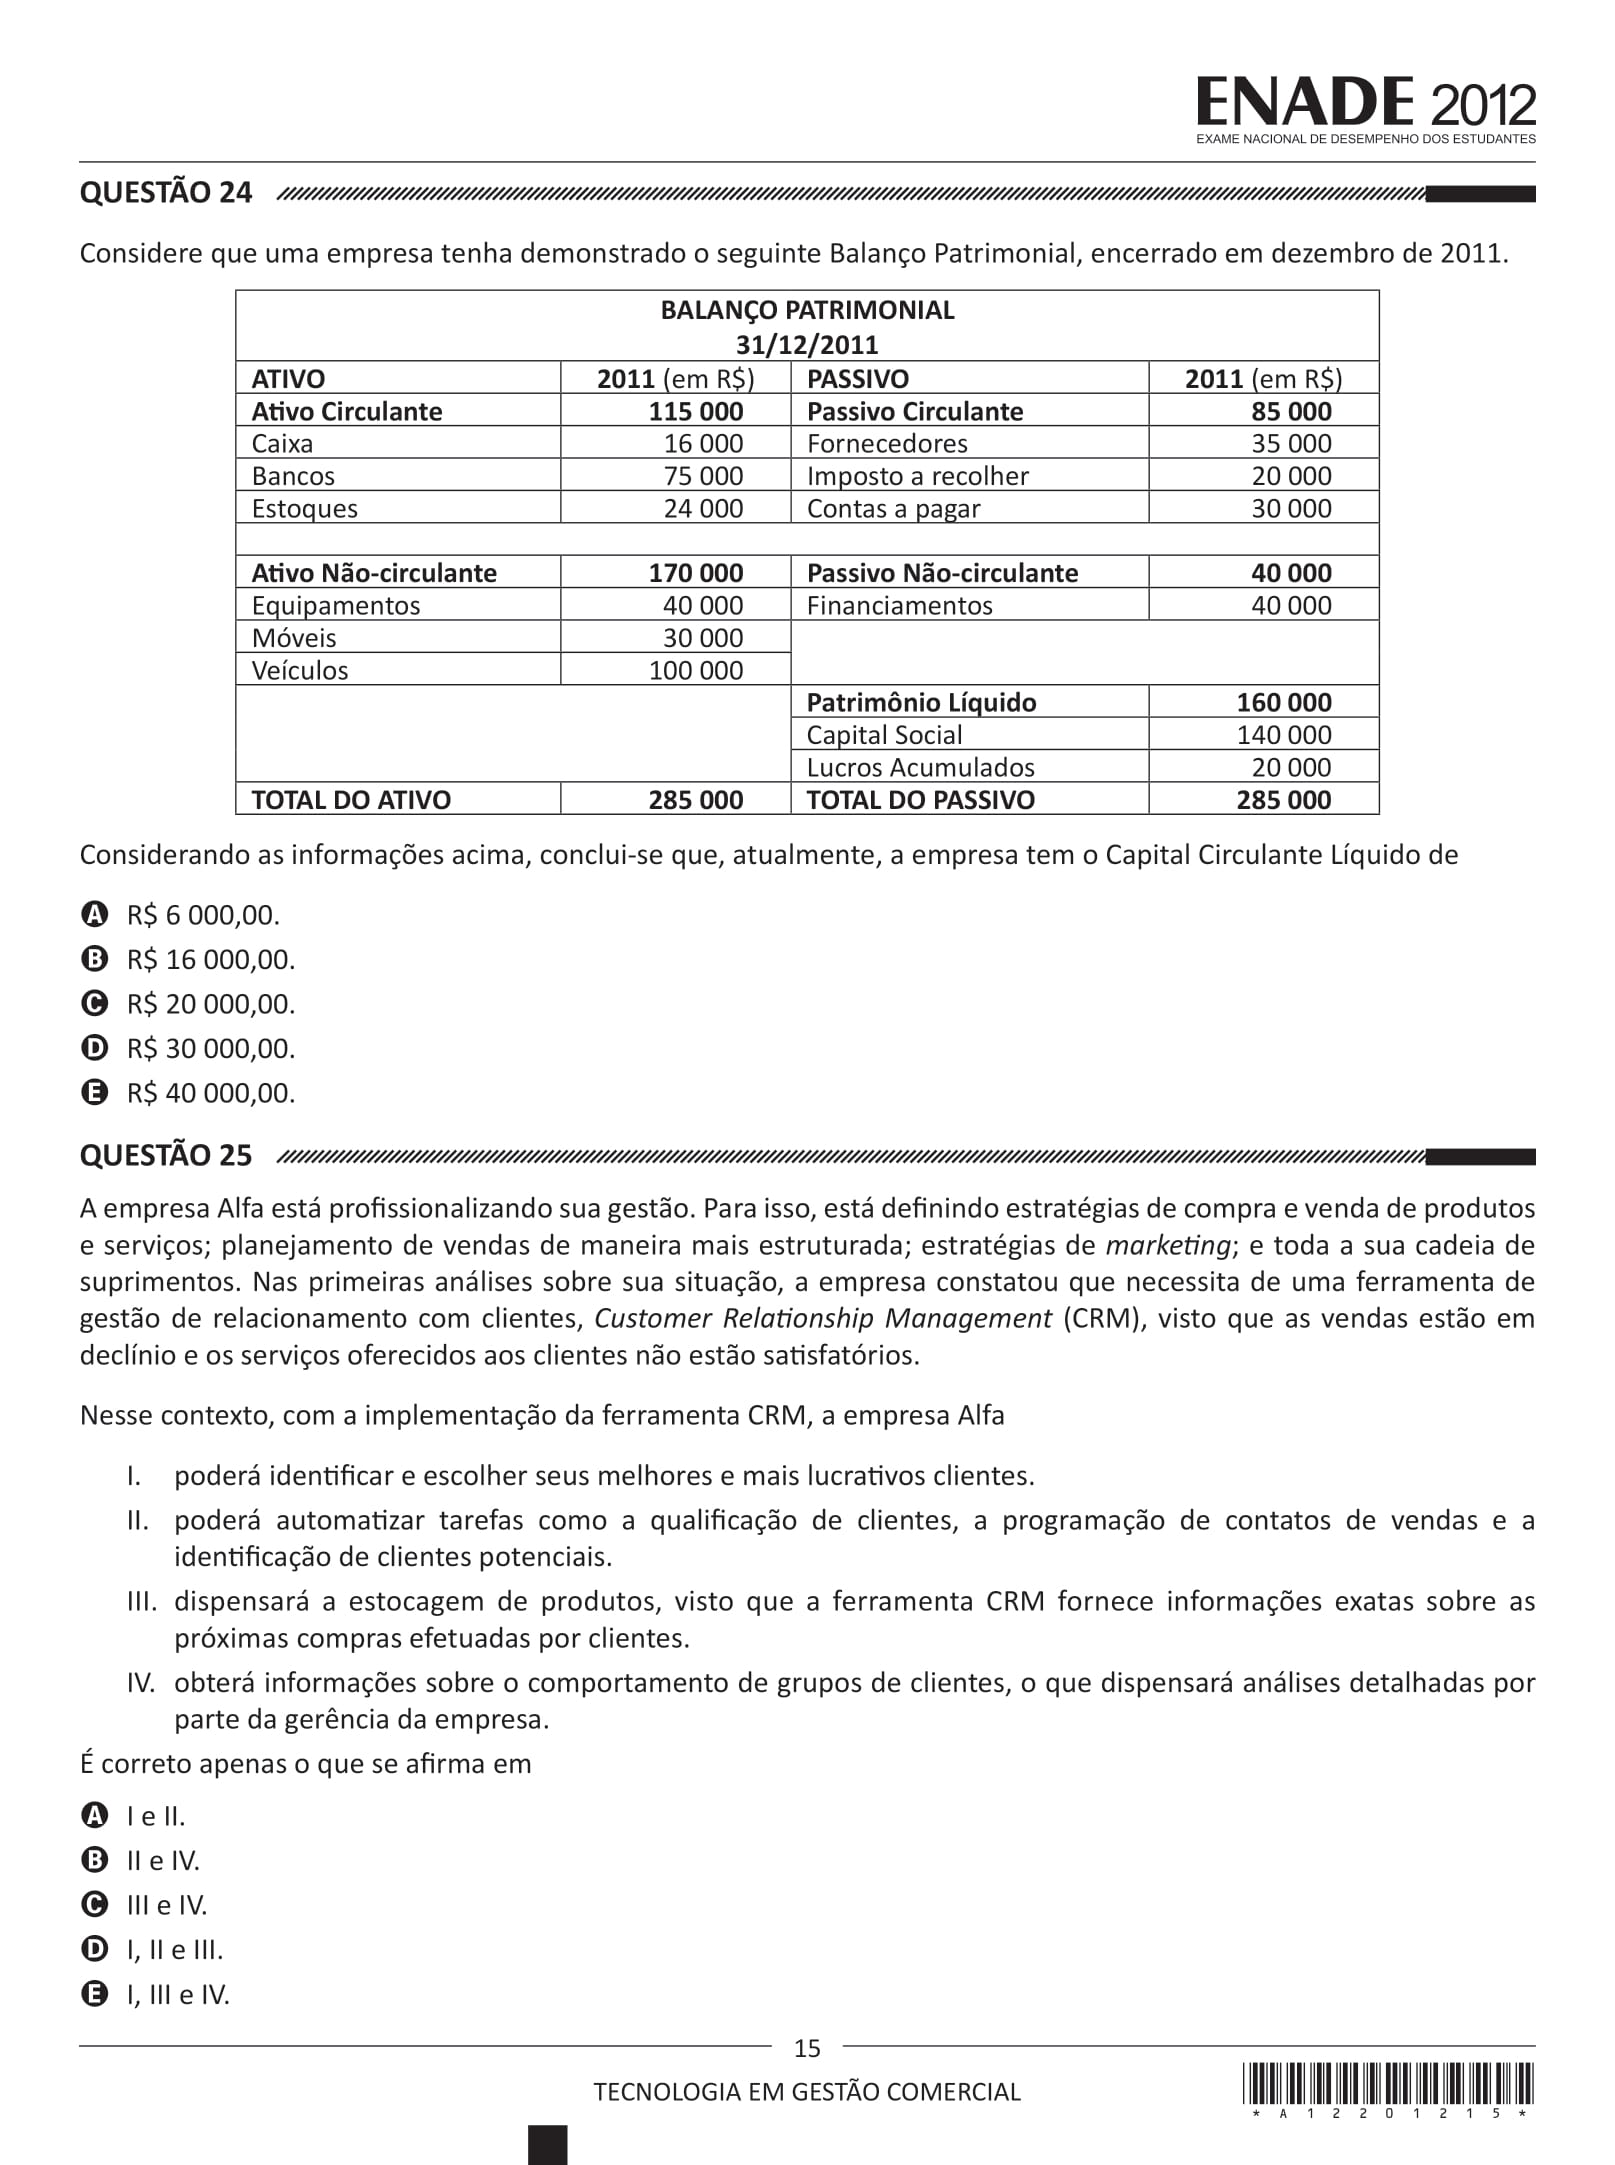 ENADE 2012
EXAME NACIONAL DE DESEMPENHO DOS ESTUDANTES
QUESTÃO 24
Considere que uma empresa tenha demonstrado o seguinte Balanço Patrimonial, encerrado em dezembro de 2011.
BALANÇO PATRIMONIAL
31/12/2011
ATIVO 2011 (em R$) PASSIVO 2011 (em R$)
Ativo Circulante 115 000 Passivo Circulante 85 000
Caixa 16 000 Fornecedores 35 000
Bancos 75 000 Imposto a recolher 20 000
Estoques 24 000 Contas a pagar 30 000
Ativo Não-circulante 170 000 Passivo Não-circulante 40 000
Equipamentos 40 000 Financiamentos 40 000
Móveis 30 000
Veículos 100 000
Patrimônio Líquido 160 000
Capital Social 140 000
Lucros Acumulados 20 000
TOTAL DO ATIVO 285 000 TOTAL DO PASSIVO 285 000
Considerando as informações acima, conclui-se que, atualmente, a empresa tem o Capital Circulante Líquido de
A R$ 6 000,00.
B R$ 16 000,00.
C R$ 20 000,00.
D R$ 30 000,00.
E R$ 40 000,00.
QUESTÃO 25
A empresa Alfa está profissionalizando sua gestão. Para isso, está definindo estratégias de compra e venda de produtos
e serviços; planejamento de vendas de maneira mais estruturada; estratégias de marketing; e toda a sua cadeia de
suprimentos. Nas primeiras análises sobre sua situação, a empresa constatou que necessita de uma ferramenta de
gestão de relacionamento com clientes, Customer Relationship Management (CRM), visto que as vendas estão em
declínio e os serviços oferecidos aos clientes não estão satisfatórios.
Nesse contexto, com a implementação da ferramenta CRM, a empresa Alfa
I. poderá identificar e escolher seus melhores e mais lucrativos clientes.
II. poderá automatizar tarefas como a qualificação de clientes, a programação de contatos de vendas e a
identificação de clientes potenciais.
III. dispensará a estocagem de produtos, visto que a ferramenta CRM fornece informações exatas sobre as
próximas compras efetuadas por clientes.
IV. obterá informações sobre o comportamento de grupos de clientes, o que dispensará análises detalhadas por
parte da gerência da empresa.
É correto apenas o que se afirma em
A I e II.
B II e IV.
C III e IV.
D I, II e III.
E I, III e IV.
15
TECNOLOGIA EM GESTÃO COMERCIAL
* A 1 2 2 0 1 2 1 5 *